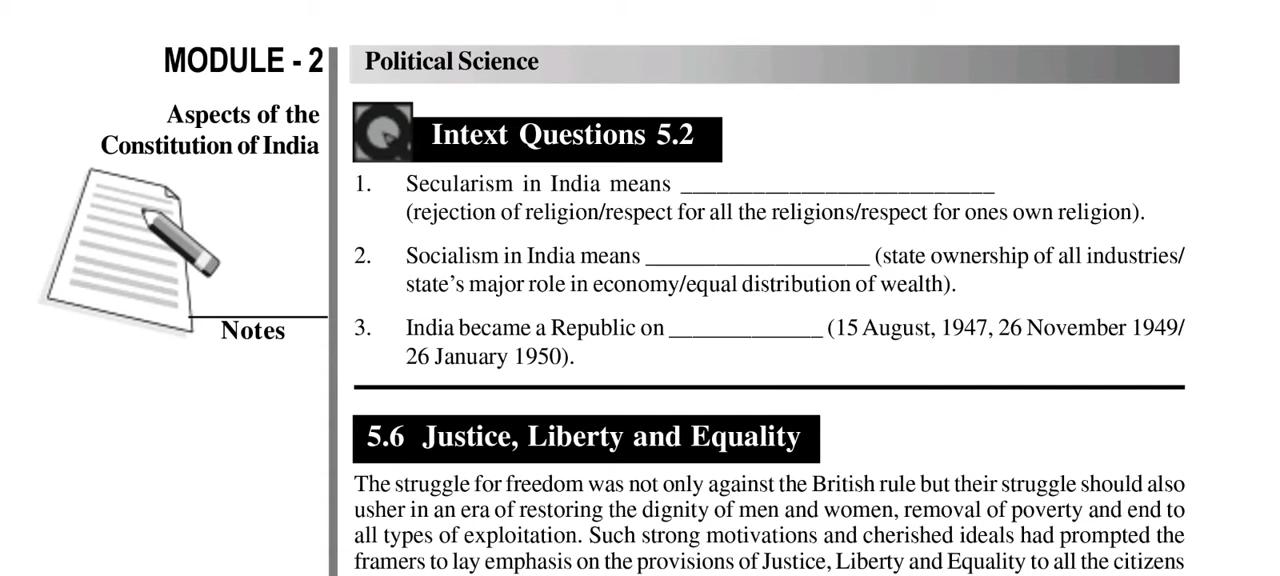 MODULE - 2
Political Science
Aspects of the
Constitution of India
Notes
Intext Questions 5.2
1. Secularism in India means __________________________
(rejection of religion/respect for all the religions/respect for ones own religion).
2. Socialism in India means ___________________ (state ownership of all industries/
state's major role in economy/equal distribution of wealth).
3. India became a Republic on _____________ (15 August, 1947, 26 November 1949/
26 January 1950).
5.6 Justice, Liberty and Equality
The struggle for freedom was not only against the British rule but their struggle should also
usher in an era of restoring the dignity of men and women, removal of poverty and end to
all types of exploitation. Such strong motivations and cherished ideals had prompted the
framers to lay emphasis on the provisions of Justice, Liberty and Equality to all the citizens